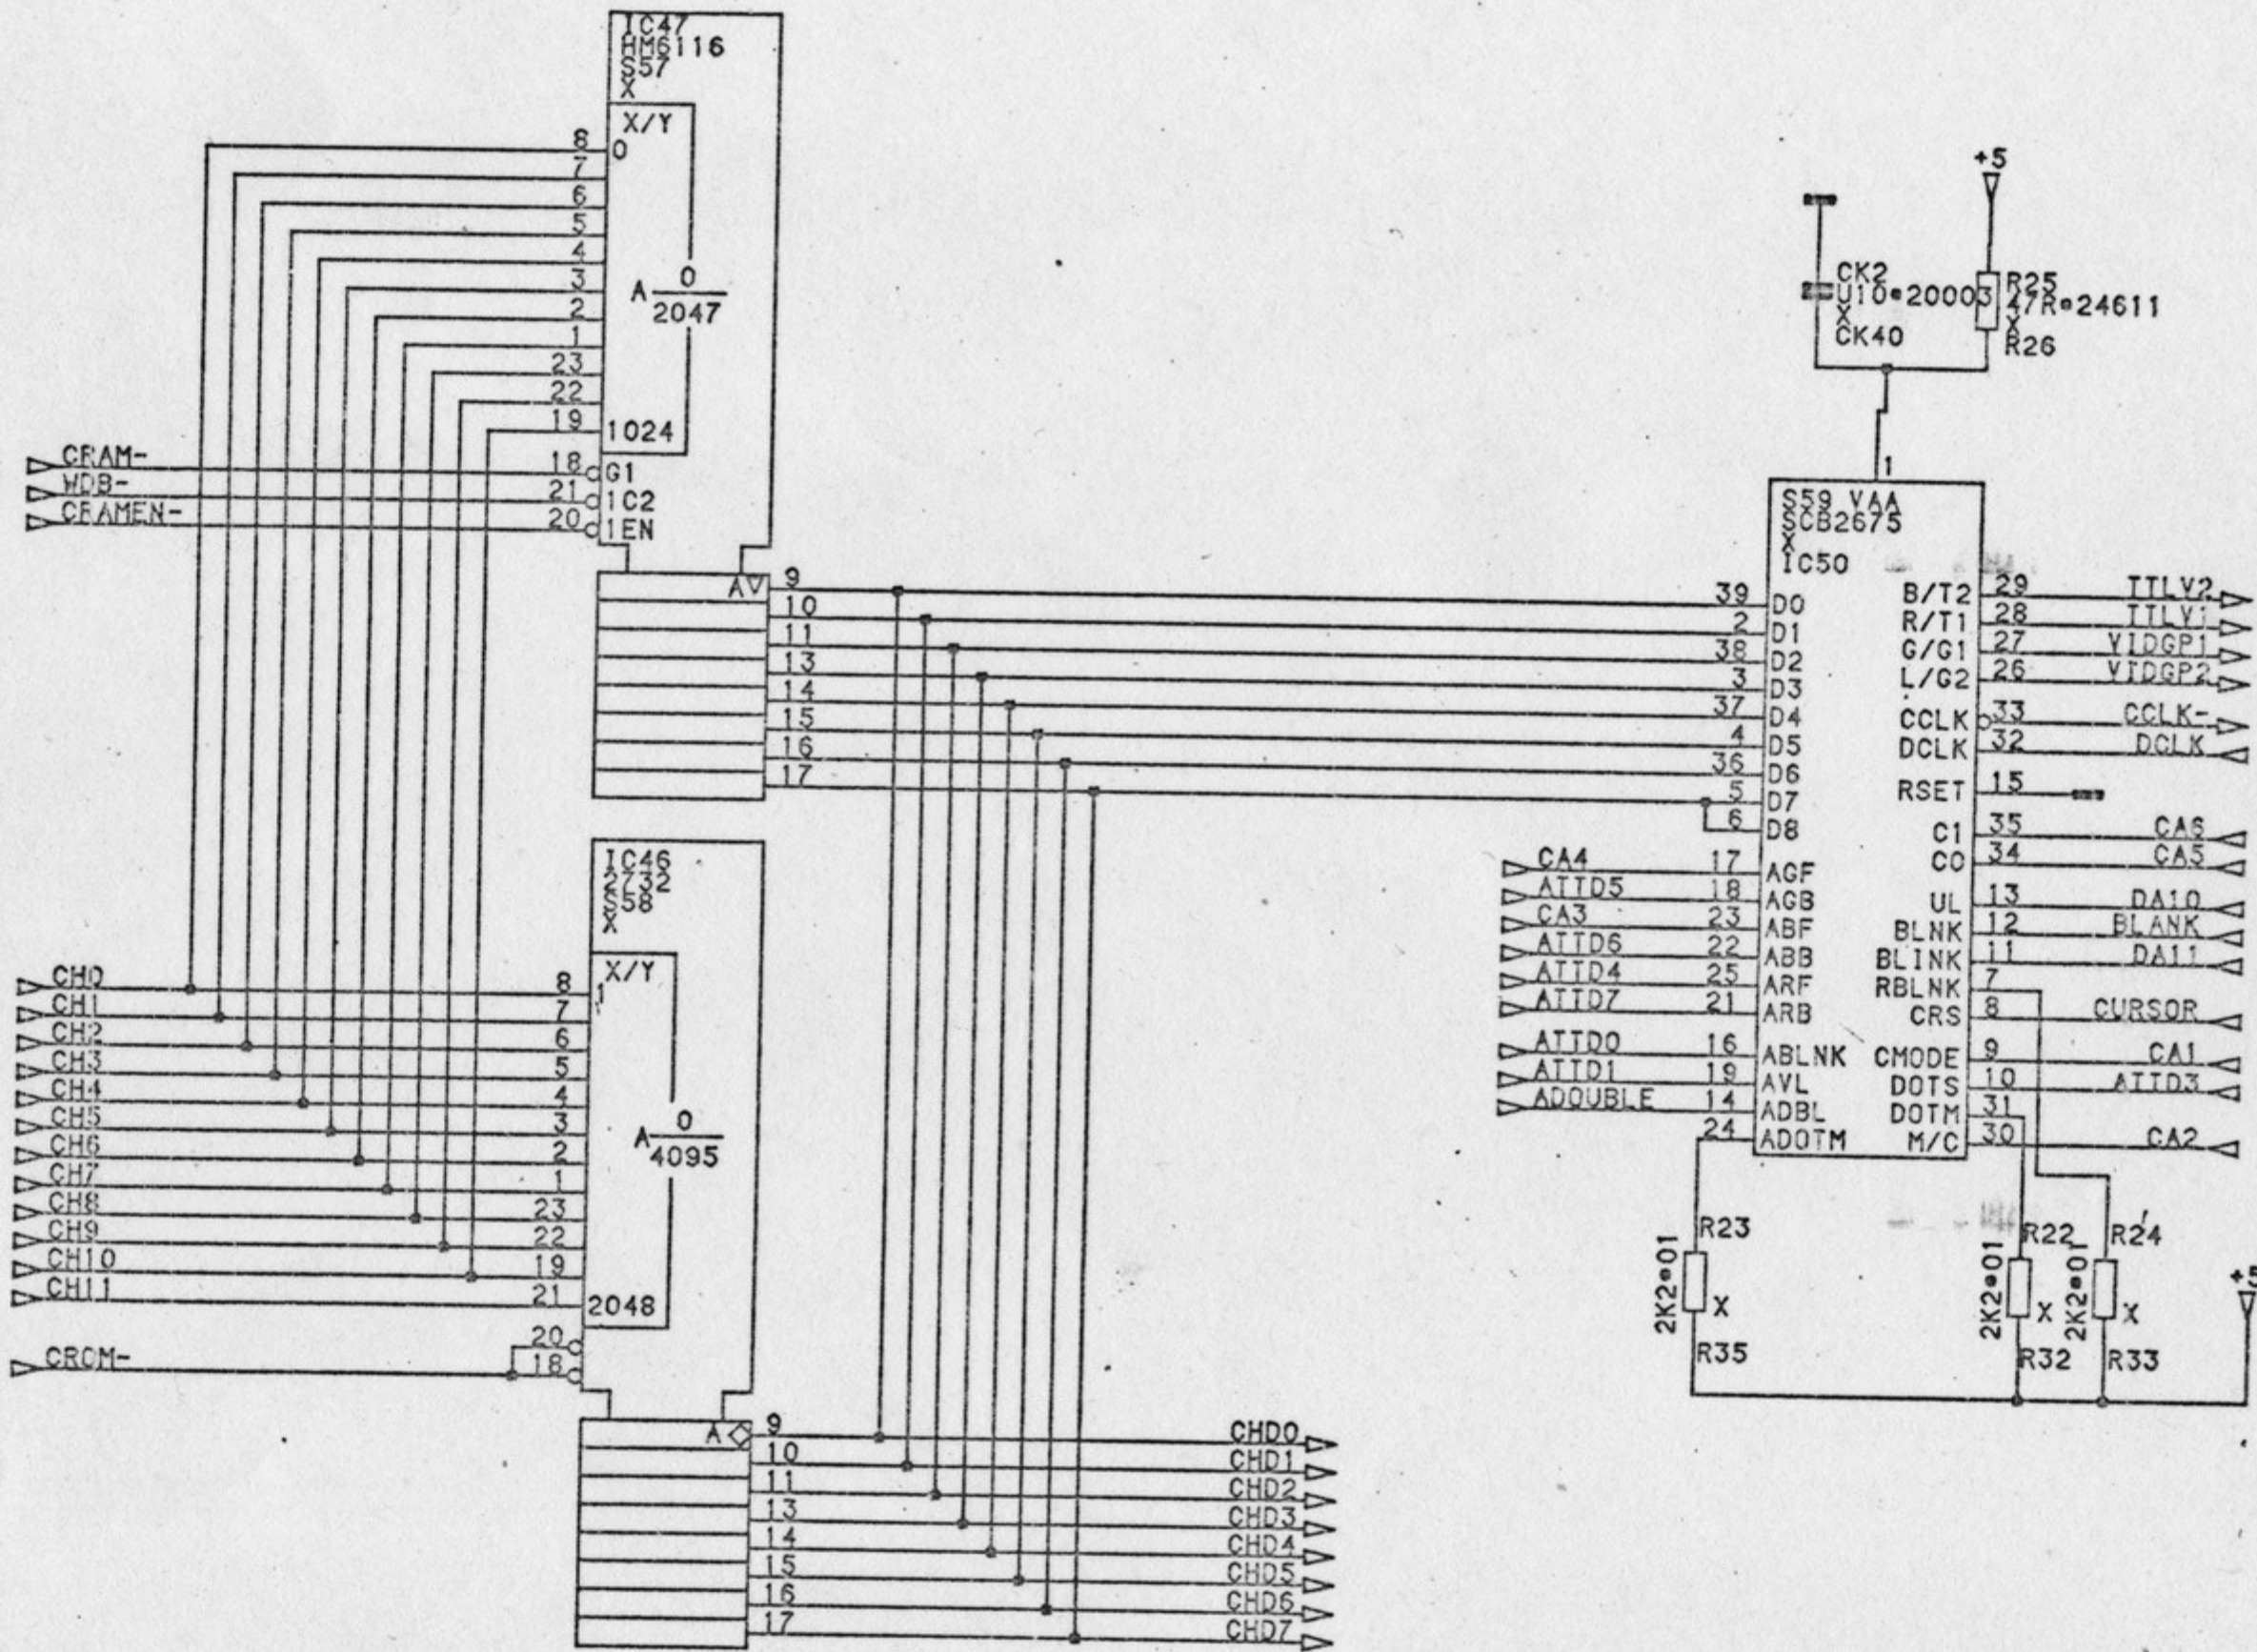 IC47
HM6116
S57
X
X/Y
8
0
7
6
5
4
3
2
1
23
22
19
1024
A 0
2047
CRAM-
18
G1
WDB-
21
1C2
CRAMEN-
20
1EN
A
9
10
11
13
14
15
16
17
IC46
2732
S58
X
X/Y
CH0
8
1
CH1
7
CH2
6
CH3
5
CH4
4
CH5
3
CH6
2
CH7
1
CH8
23
CH9
22
CH10
19
CH11
21
2048
A 0
4095
CROM-
20
18
A
9 CHD0
10 CHD1
11 CHD2
13 CHD3
14 CHD4
15 CHD5
16 CHD6
17 CHD7
+5
CK2
U10•20003
X
CK40
R25
47R•24611
X
R26
1
S59 VAA
SCB2675
X
IC50
39 D0
2 D1
38 D2
3 D3
37 D4
4 D5
36 D6
5 D7
6 D8
CA4 17 AGF
ATTD5 18 AGB
CA3 23 ABF
ATTD6 22 ABB
ATTD4 25 ARF
ATTD7 21 ARB
ATTD0 16 ABLNK
ATTD1 19 AVL
ADOUBLE 14 ADBL
24 ADOTM
B/T2 29 TTLV2
R/T1 28 TTLV1
G/G1 27 VIDGP1
L/G2 26 VIDGP2
CCLK 33 CCLK-
DCLK 32 DCLK
RSET 15
C1 35 CA6
C0 34 CA5
UL 13 DA10
BLNK 12 BLANK
BLINK 11 DA11
RBLNK 7
CRS 8 CURSOR
CMODE 9 CA1
DOTS 10 ATTD3
DOTM 31
M/C 30 CA2
R23
2K2•01
X
R35
R22
2K2•01
X
R32
R24
2K2•01
X
R33